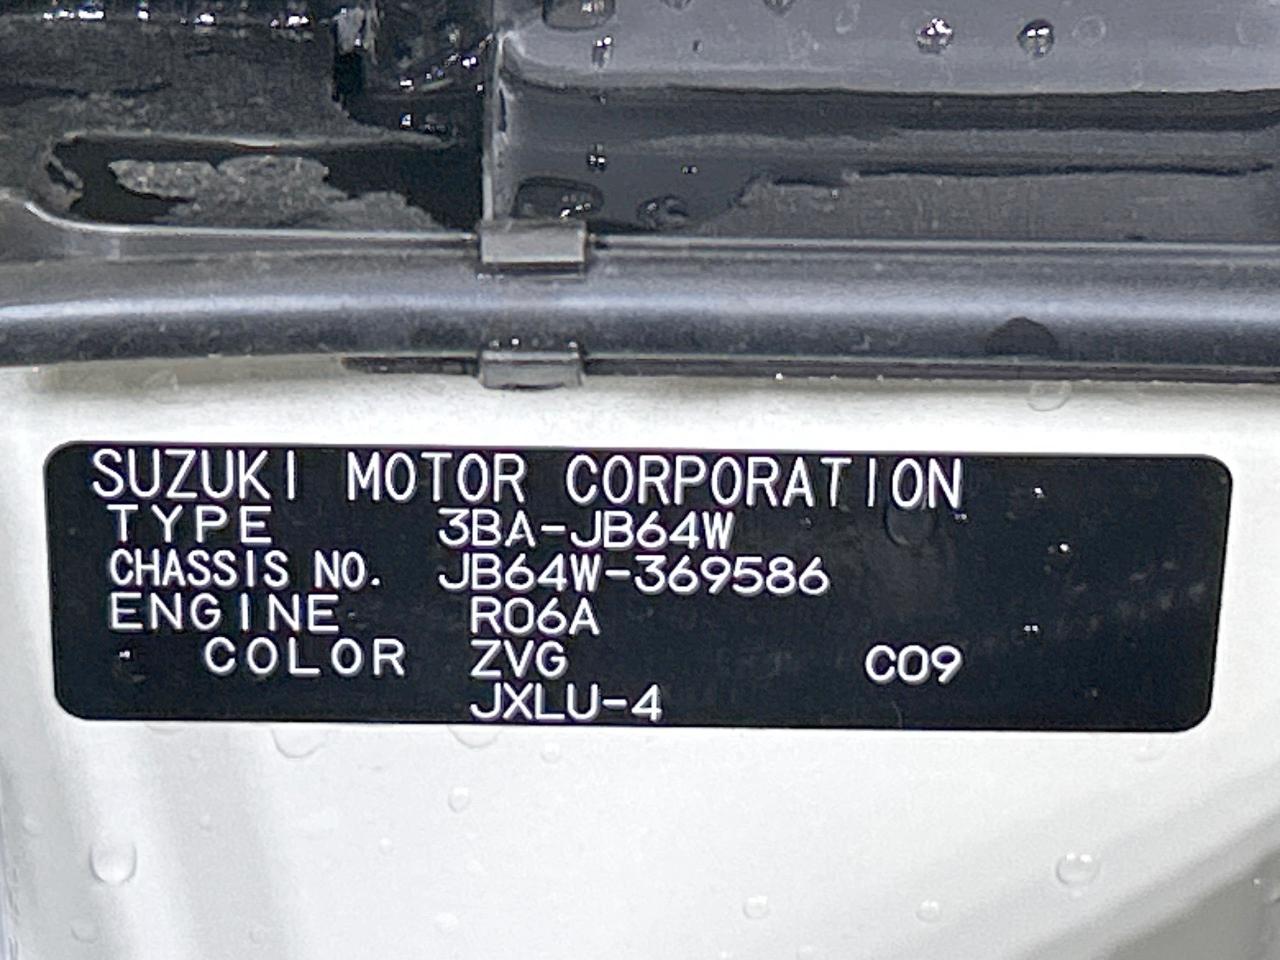 SUZUKI MOTOR CORPORATION
TYPE 3BA-JB64W
CHASSIS NO. JB64W-369586
ENGINE R06A
COLOR ZVG C09
JXLU-4